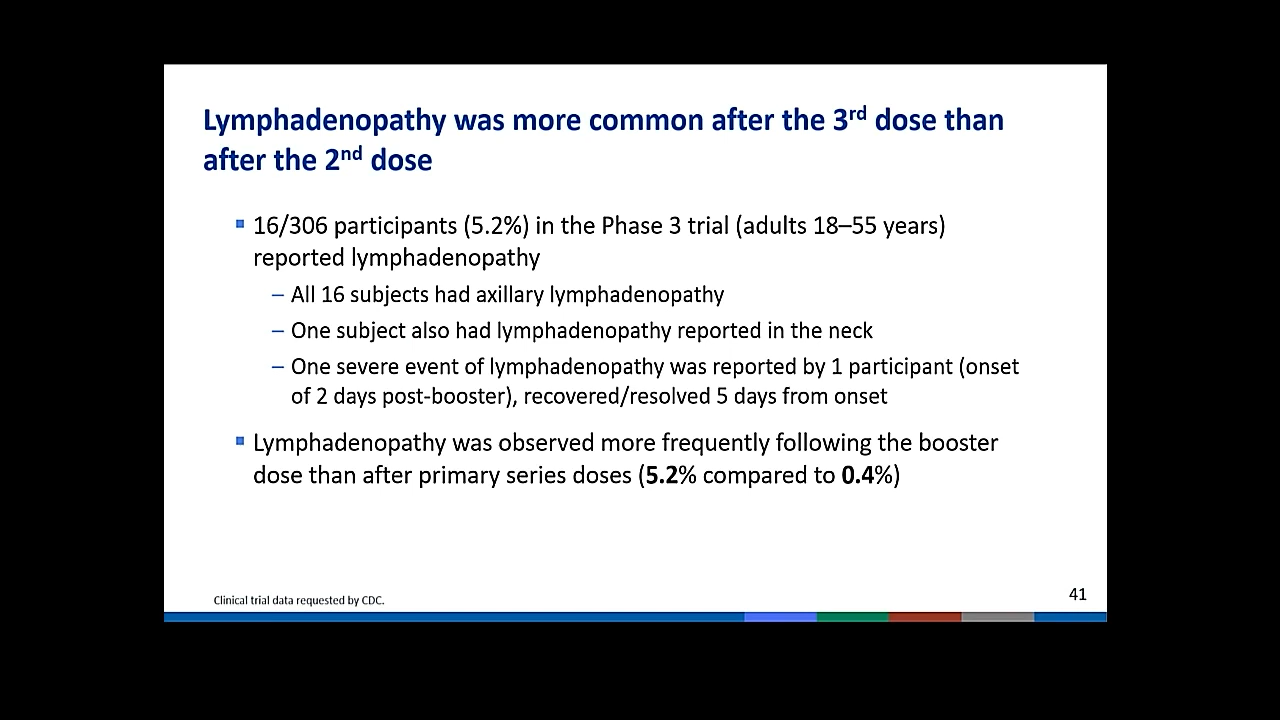 Lymphadenopathy was more common after the 3rd dose than
after the 2nd dose
16/306 participants (5.2%) in the Phase 3 trial (adults 18–55 years)
reported lymphadenopathy
– All 16 subjects had axillary lymphadenopathy
– One subject also had lymphadenopathy reported in the neck
– One severe event of lymphadenopathy was reported by 1 participant (onset
of 2 days post-booster), recovered/resolved 5 days from onset
Lymphadenopathy was observed more frequently following the booster
dose than after primary series doses (5.2% compared to 0.4%)
Clinical trial data requested by CDC.
41